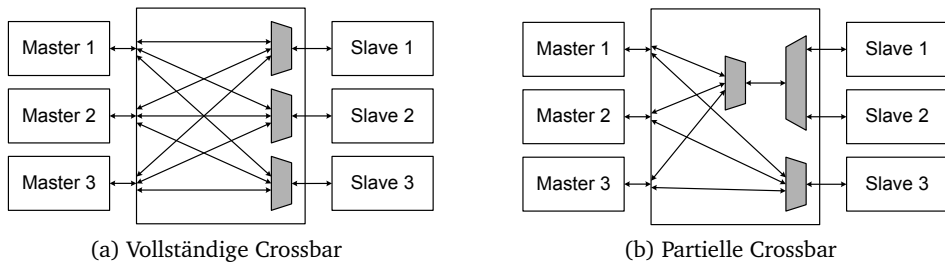 Master 1
Slave 1
Master 2
Slave 2
Master 3
Slave 3
(a) Vollständige Crossbar
Master 1
Slave 1
Master 2
Slave 2
Master 3
Slave 3
(b) Partielle Crossbar